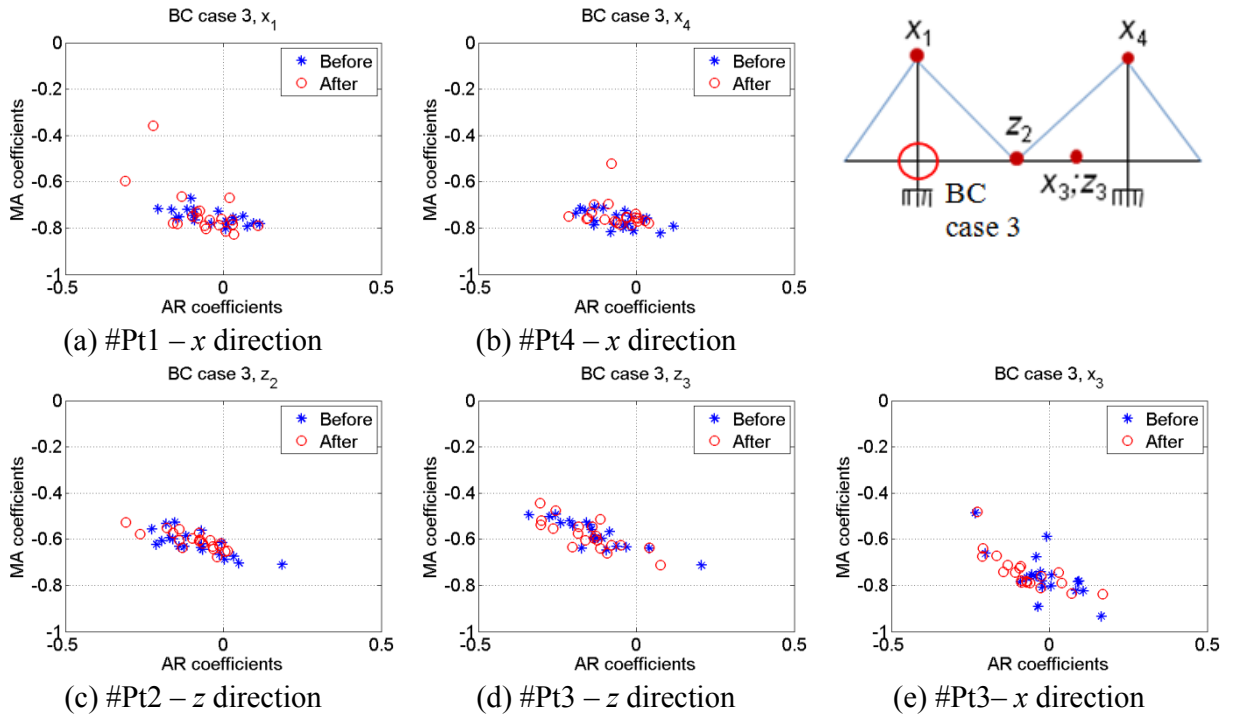 BC case 3, x1
0
-0.2
-0.4
-0.6
-0.8
-1
MA coefficients
Before
After
-0.5 0 0.5
AR coefficients
(a) #Pt1 – x direction
BC case 3, x4
0
-0.2
-0.4
-0.6
-0.8
-1
MA coefficients
Before
After
-0.5 0 0.5
AR coefficients
(b) #Pt4 – x direction
x1
x4
z2
x3;z3
BC
case 3
BC case 3, z2
0
-0.2
-0.4
-0.6
-0.8
-1
MA coefficients
Before
After
-0.5 0 0.5
AR coefficients
(c) #Pt2 – z direction
BC case 3, z3
0
-0.2
-0.4
-0.6
-0.8
-1
MA coefficients
Before
After
-0.5 0 0.5
AR coefficients
(d) #Pt3 – z direction
BC case 3, x3
0
-0.2
-0.4
-0.6
-0.8
-1
MA coefficients
Before
After
-0.5 0 0.5
AR coefficients
(e) #Pt3– x direction